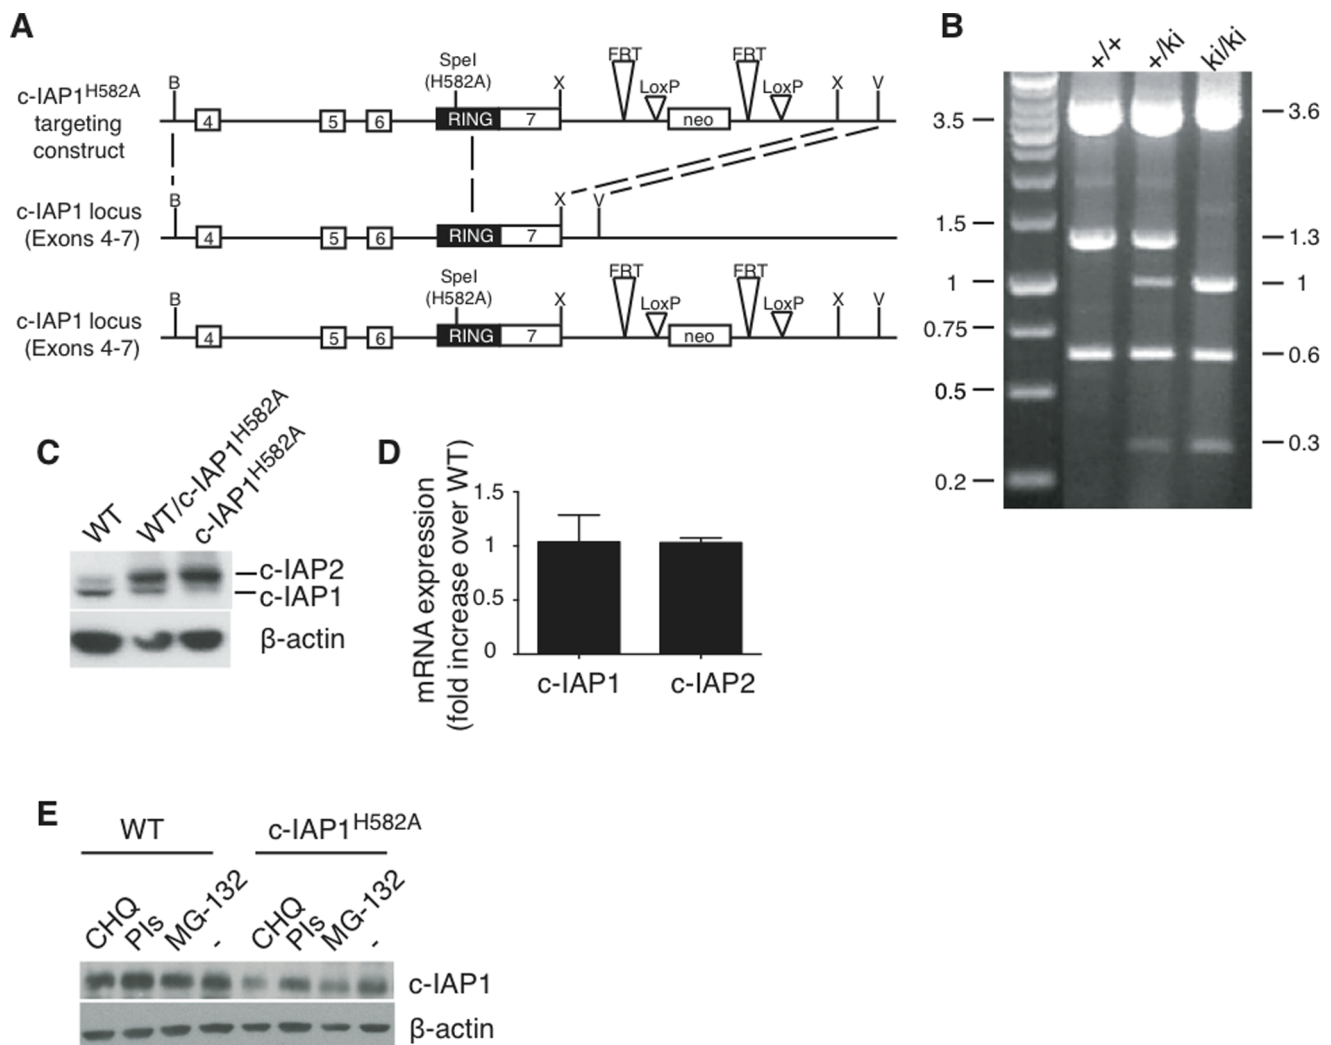 A
c-IAP1H582A
targeting
construct
B
4
5
6
SpeI
(H582A)
RING
7
X
FRT
LoxP
neo
FRT
LoxP
X
V
c-IAP1 locus
(Exons 4-7)
B
4
5
6
RING
7
X
V
c-IAP1 locus
(Exons 4-7)
B
4
5
6
SpeI
(H582A)
RING
7
X
FRT
LoxP
neo
FRT
LoxP
X
V
B
+/+
+/ki
ki/ki
3.5
1.5
1
0.75
0.5
0.2
3.6
1.3
1
0.6
0.3
C
WT
WT/c-IAP1H582A
c-IAP1H582A
c-IAP2
c-IAP1
β-actin
D
mRNA expression
(fold increase over WT)
1.5
1
0.5
0
c-IAP1
c-IAP2
E
WT
c-IAP1H582A
CHQ
PIs
MG-132
-
CHQ
PIs
MG-132
-
c-IAP1
β-actin